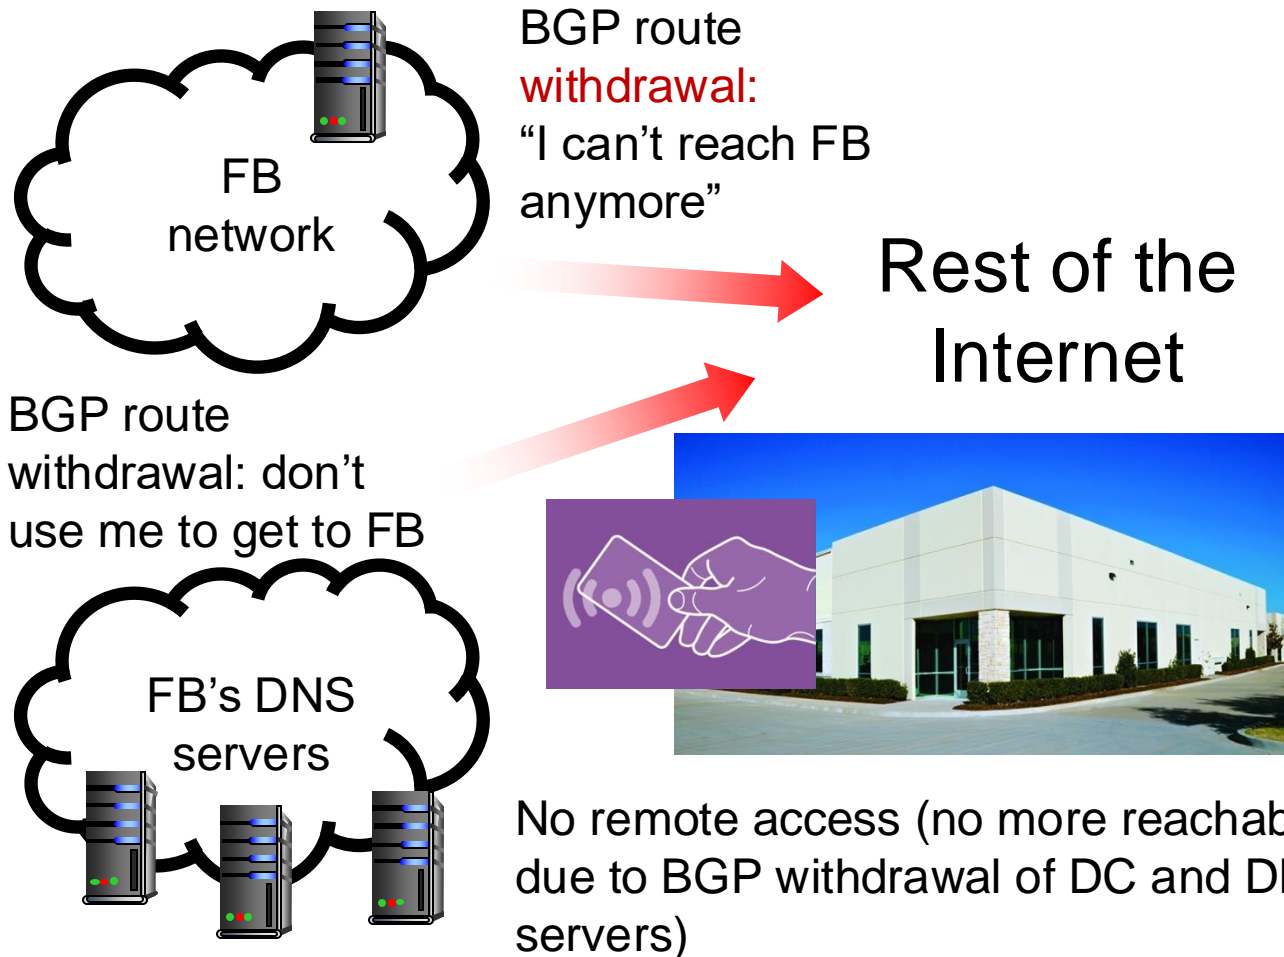 BGP route
withdrawal:
“I can’t reach FB
anymore”
FB
network
Rest of the
Internet
BGP route
withdrawal: don’t
use me to get to FB
FB’s DNS
servers
No remote access (no more
due to BGP withdrawal of DC and
servers)